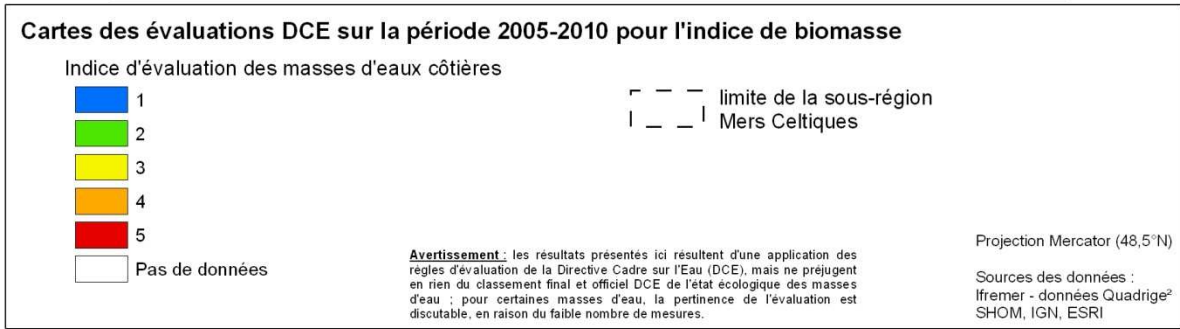 Cartes des évaluations DCE sur la période 2005-2010 pour l'indice de biomasse
Indice d'évaluation des masses d'eaux côtières
1
2
3
4
5
Pas de données
limite de la sous-région
Mers Celtiques
Avertissement : les résultats présentés ici résultent d'une application des
règles d'évaluation de la Directive Cadre sur l'Eau (DCE), mais ne préjugent
en rien du classement final et officiel DCE de l'état écologique des masses
d'eau ; pour certaines masses d'eau, la pertinence de l'évaluation est
discutable, en raison du faible nombre de mesures.
Projection Mercator (48,5°N)
Sources des données :
Ifremer - données Quadrige²
SHOM, IGN, ESRI